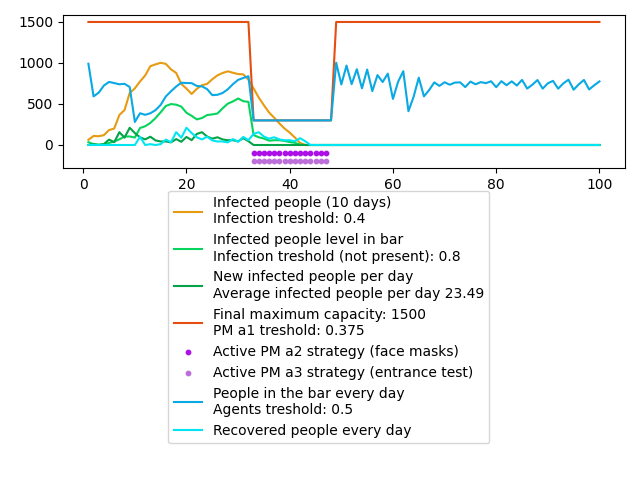 1500
1000
500
0
0 20 40 60 80 100
Infected people (10 days)
Infection treshold: 0.4
Infected people level in bar
Infection treshold (not present): 0.8
New infected people per day
Average infected people per day 23.49
Final maximum capacity: 1500
PM a1 treshold: 0.375
Active PM a2 strategy (face masks)
Active PM a3 strategy (entrance test)
People in the bar every day
Agents treshold: 0.5
Recovered people every day